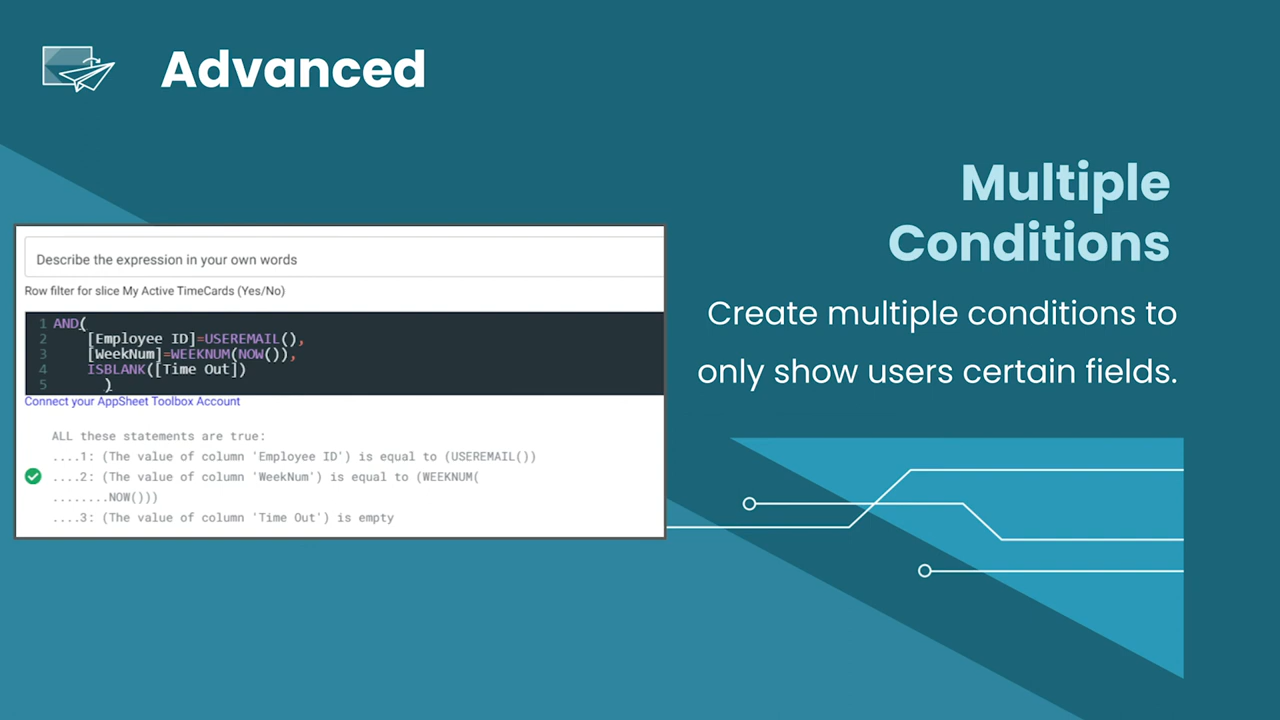 Advanced
Multiple
Conditions
Create multiple conditions to
only show users certain fields.
Describe the expression in your own words
Row filter for slice My Active TimeCards (Yes/No)
1 AND(
2 [Employee ID]=USEREMAIL(),
3 [WeekNum]=WEEKNUM(NOW()),
4 ISBLANK([Time Out])
5 )
Connect your AppSheet Toolbox Account
ALL these statements are true:
....1: (The value of column 'Employee ID') is equal to (USEREMAIL())
....2: (The value of column 'WeekNum') is equal to (WEEKNUM(
........NOW()))
....3: (The value of column 'Time Out') is empty